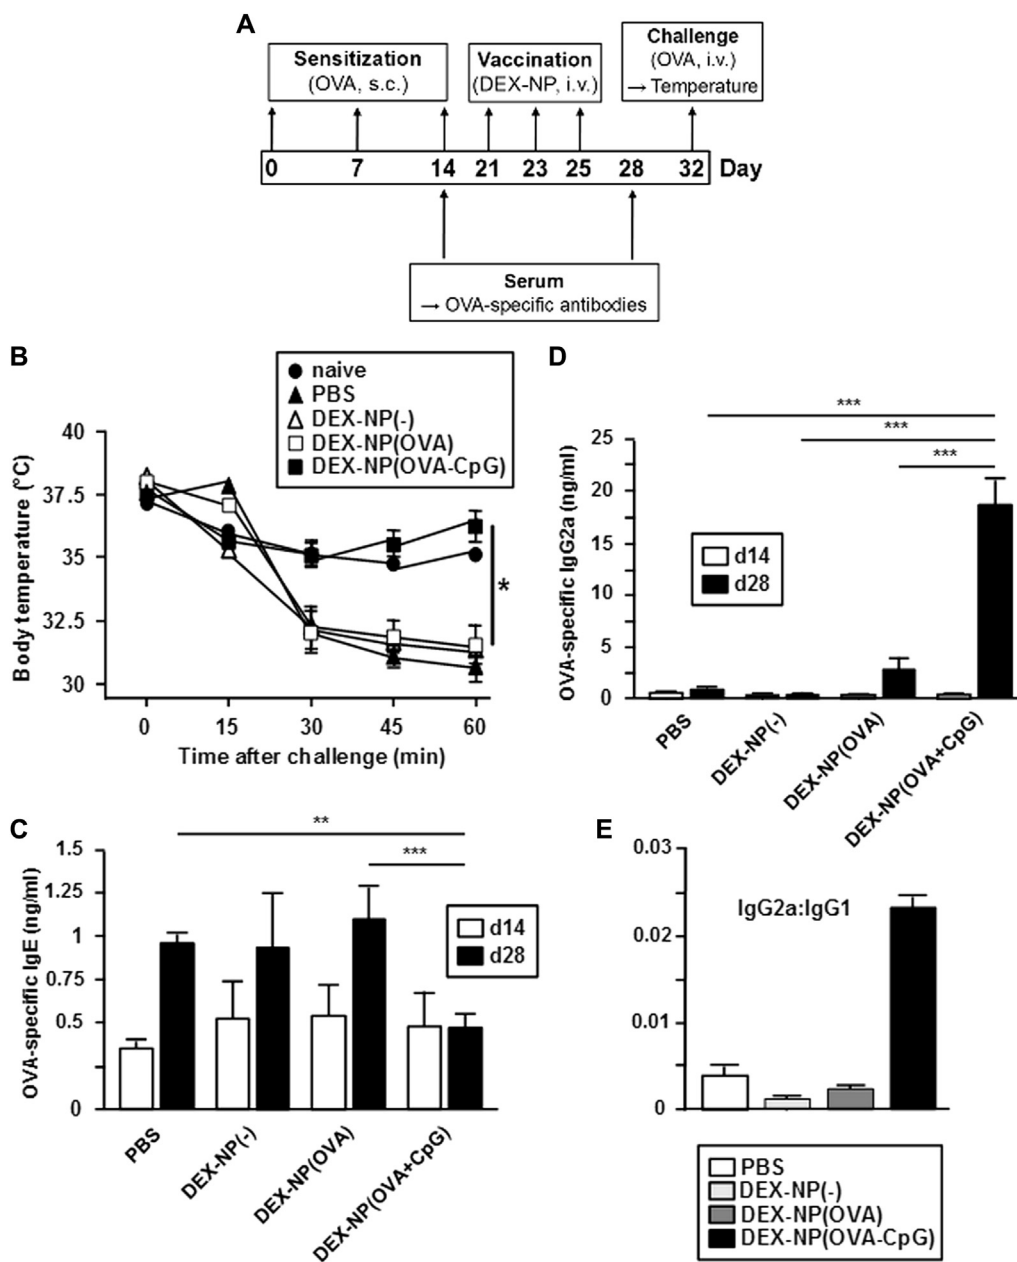 A
Sensitization
(OVA, s.c.)
Vaccination
(DEX-NP, i.v.)
Challenge
(OVA, i.v.)
→ Temperature
0 7 14 21 23 25 28 32 Day
Serum
→ OVA-specific antibodies
B
naive
PBS
DEX-NP(-)
DEX-NP(OVA)
DEX-NP(OVA-CpG)
Body temperature (°C)
40
37.5
35
32.5
30
*
0 15 30 45 60
Time after challenge (min)
C
OVA-specific IgE (ng/ml)
1.5
1.25
1
0.75
0.5
0
**
***
d14
d28
PBS
DEX-NP(-)
DEX-NP(OVA)
DEX-NP(OVA+CpG)
D
OVA-specific IgG2a (ng/ml)
25
20
15
10
5
0
***
***
***
d14
d28
PBS
DEX-NP(-)
DEX-NP(OVA)
DEX-NP(OVA+CpG)
E
0.03
0.02
0.01
0
IgG2a:IgG1
PBS
DEX-NP(-)
DEX-NP(OVA)
DEX-NP(OVA-CpG)